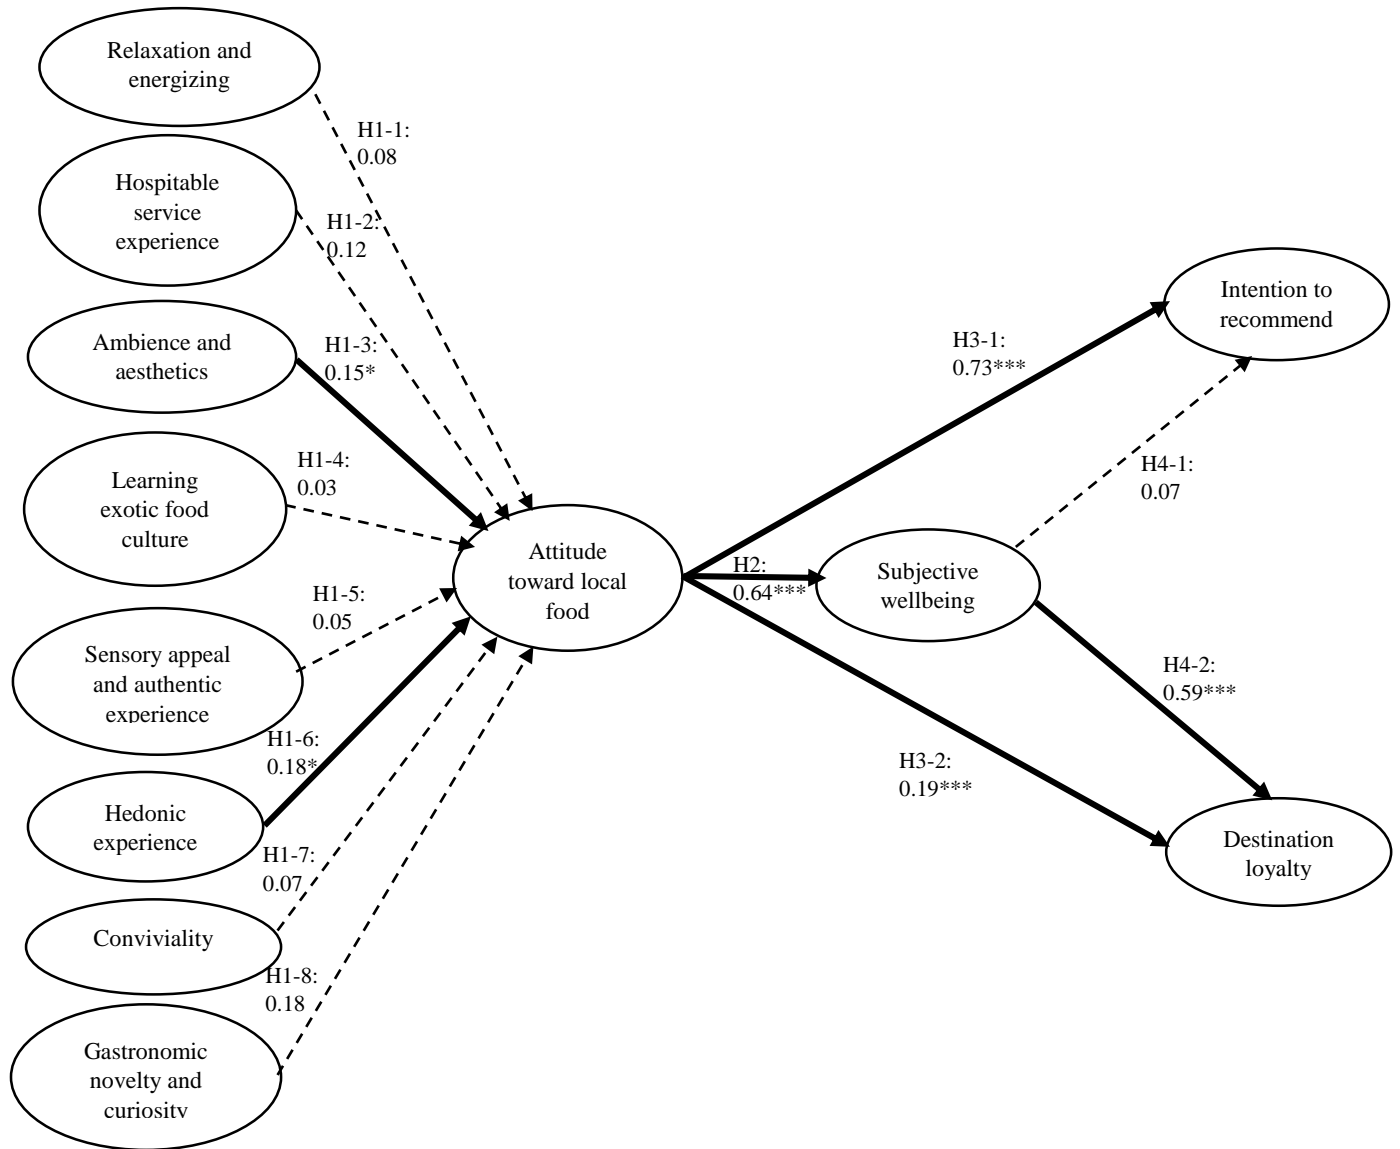 Relaxation and
energizing
H1-1:
0.08
Hospitable
service
experience
H1-2:
0.12
Ambience and
aesthetics
H1-3:
0.15*
Learning
exotic food
culture
H1-4:
0.03
Sensory appeal
and authentic
experience
H1-5:
0.05
Hedonic
experience
H1-6:
0.18*
Conviviality
H1-7:
0.07
Gastronomic
novelty and
curiosity
H1-8:
0.18
Attitude
toward local
food
H2:
0.64***
H3-1:
0.73***
H3-2:
0.19***
Subjective
wellbeing
H4-1:
0.07
H4-2:
0.59***
Intention to
recommend
Destination
loyalty